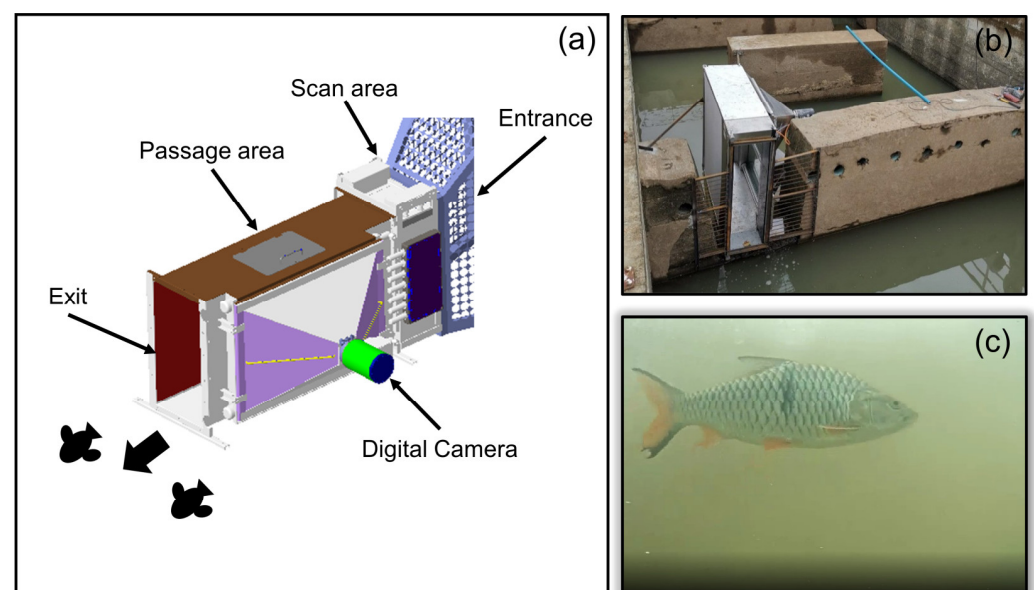 (a)
Scan area
Entrance
Passage area
Exit
Digital Camera
(b)
(c)